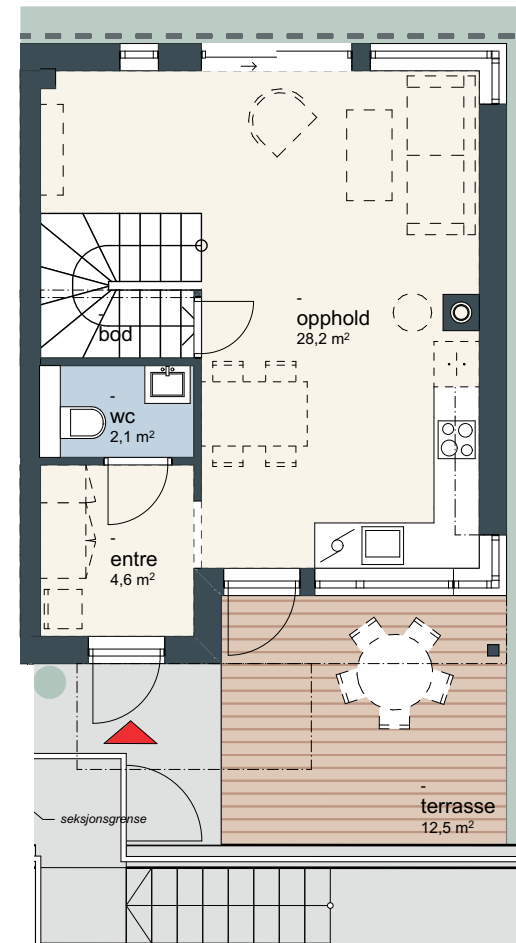 -
opphold
28,2 m²
-
bod
-
wc
2,1 m²
-
entre
4,6 m²
seksjonsgrense
-
terrasse
12,5 m²